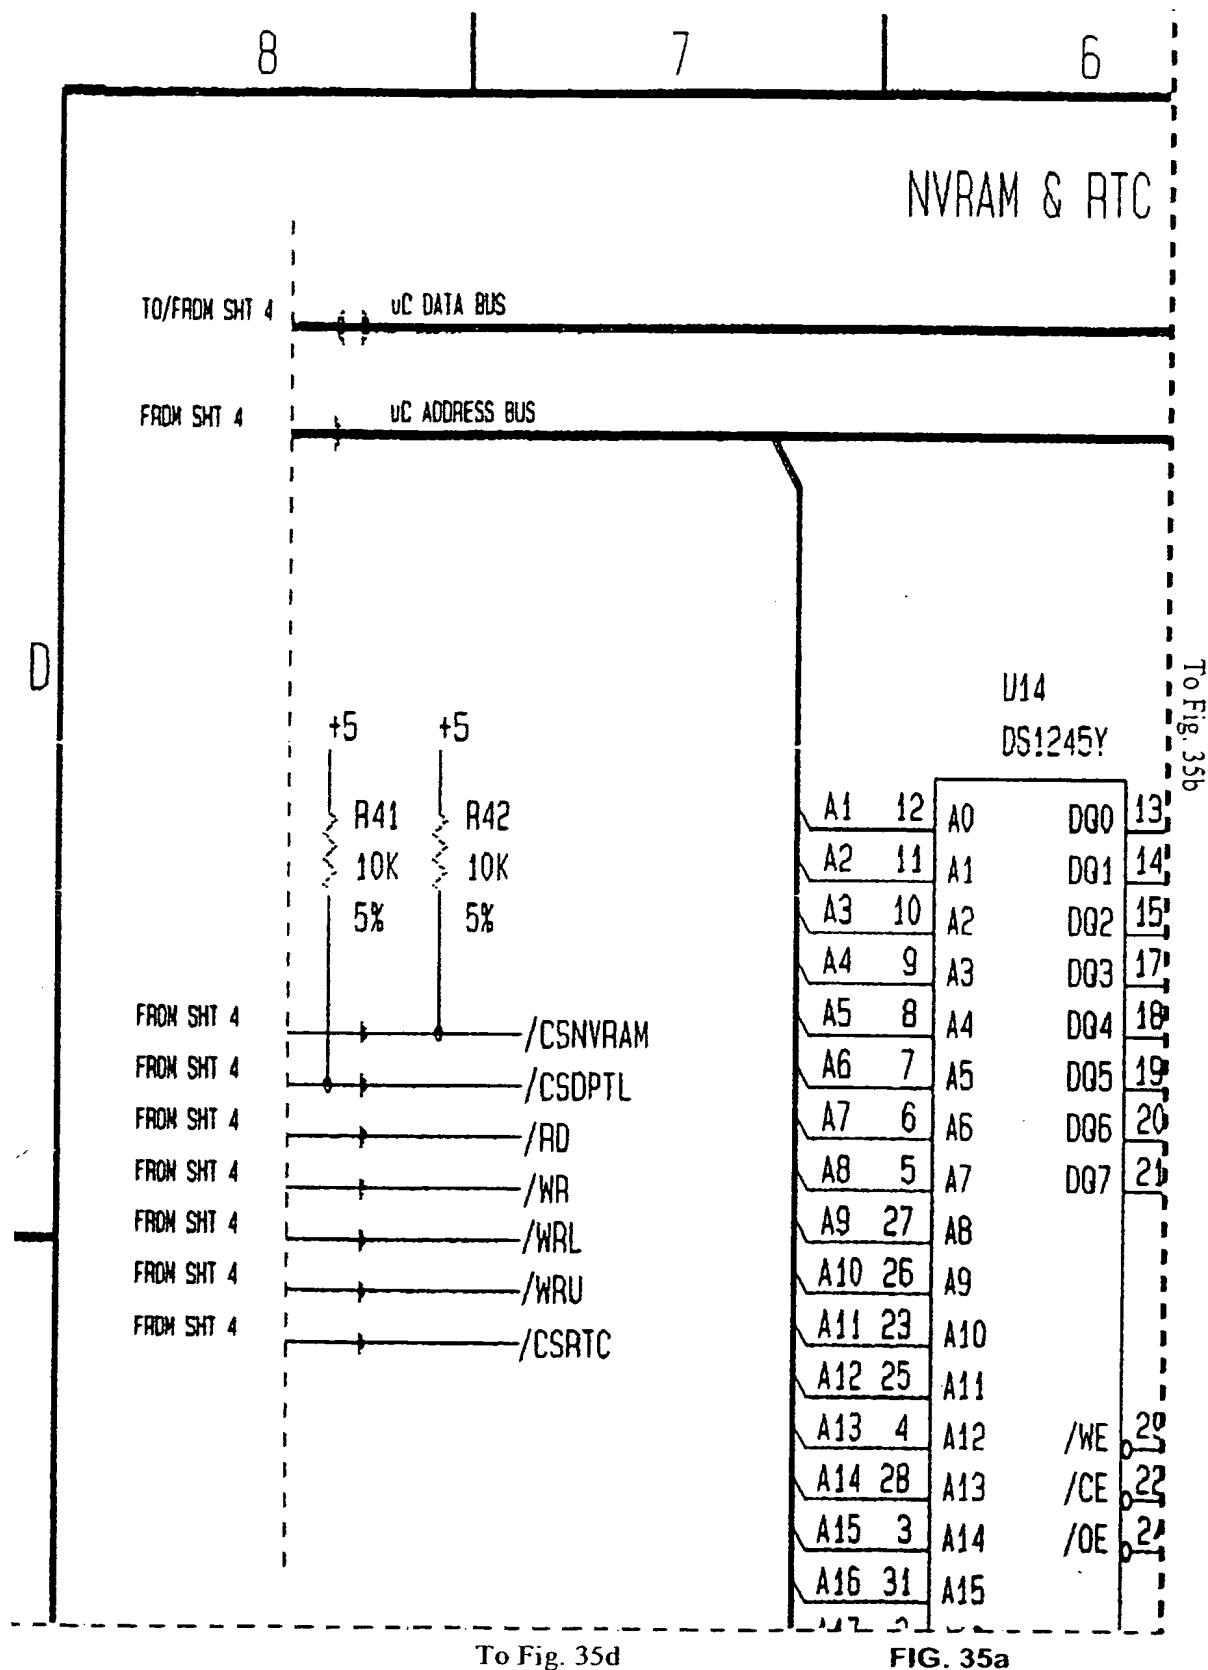 8 7 6
NVRAM & RTC
TO/FROM SHT 4 uC DATA BUS
FROM SHT 4 uC ADDRESS BUS
D
To Fig. 35b
U14
DS1245Y
+5 +5
R41 R42
10K 10K
5% 5%
A1 12 A0 DQ0 13
A2 11 A1 DQ1 14
A3 10 A2 DQ2 15
A4 9 A3 DQ3 17
A5 8 A4 DQ4 18
A6 7 A5 DQ5 19
A7 6 A6 DQ6 20
A8 5 A7 DQ7 21
A9 27 A8
A10 26 A9
A11 23 A10
A12 25 A11
A13 4 A12 /WE 29
A14 28 A13 /CE 22
A15 3 A14 /OE
A16 31 A15
FROM SHT 4 /CSNVRAM
FROM SHT 4 /CSDPTL
FROM SHT 4 /RD
FROM SHT 4 /WR
FROM SHT 4 /WRL
FROM SHT 4 /WRU
FROM SHT 4 /CSRTC
To Fig. 35d
FIG. 35a